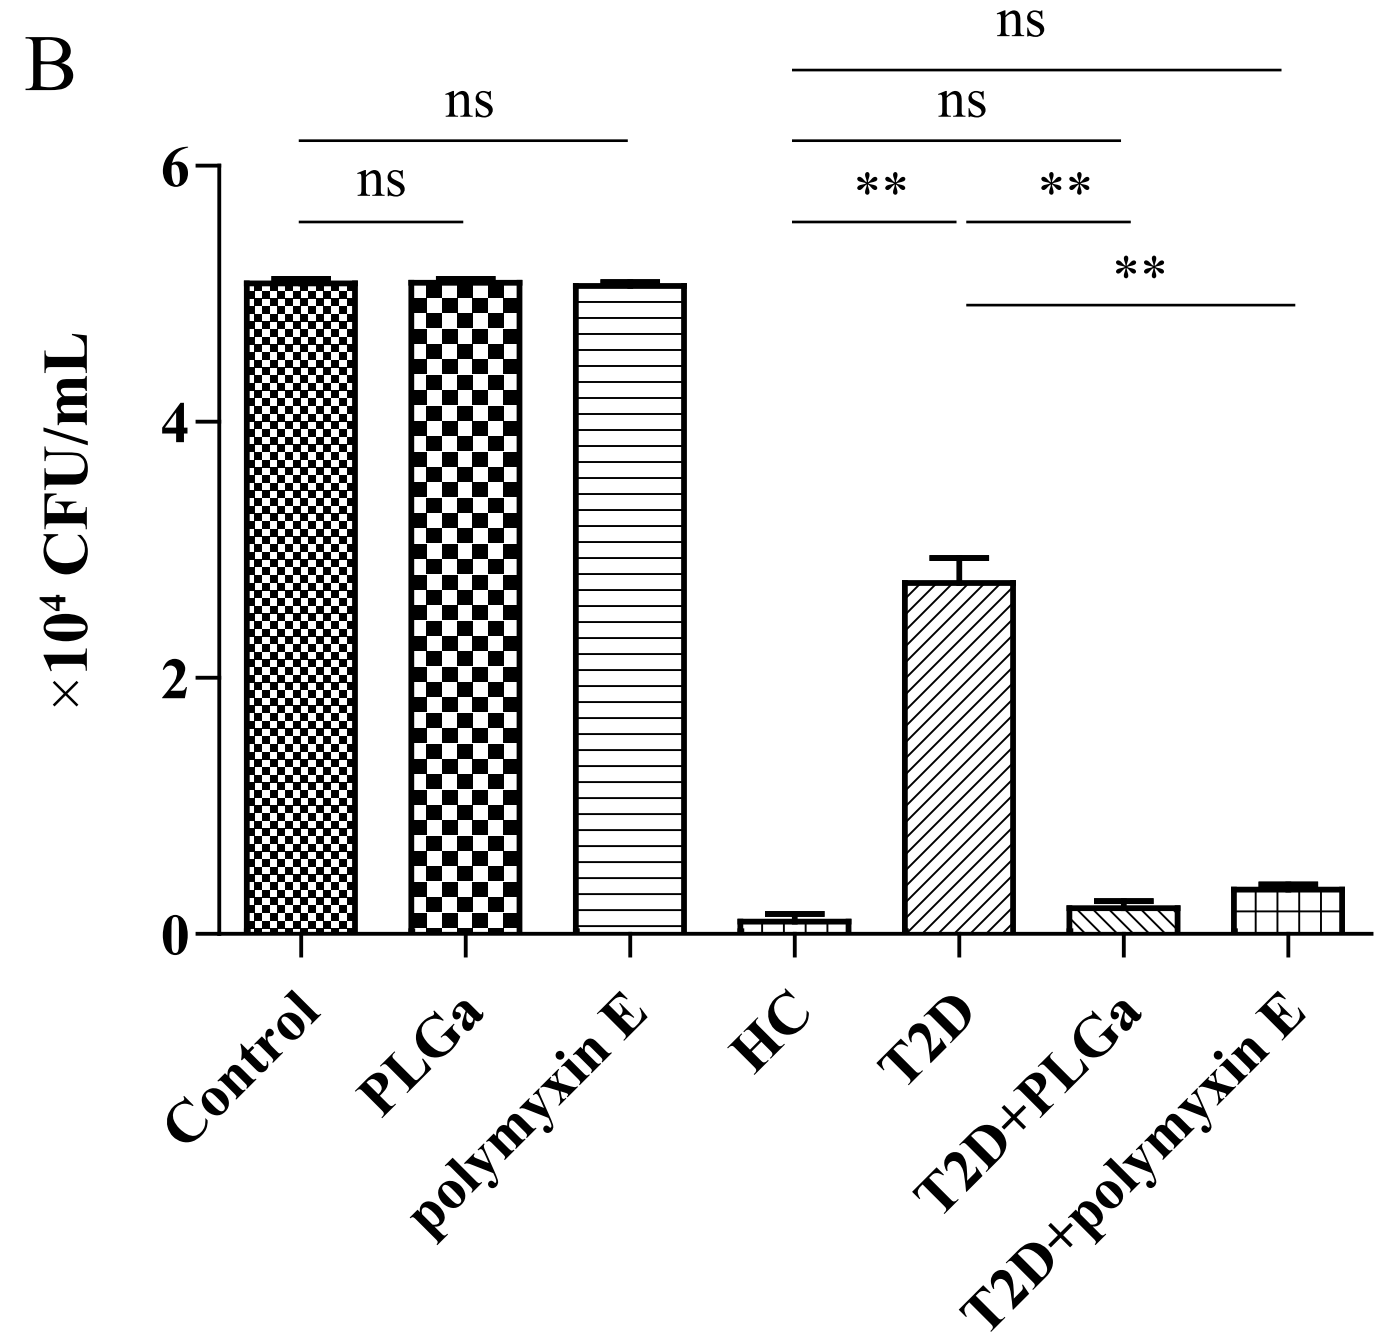 B
ns
ns
ns
ns
** **
**
6
4
2
0
×10⁴ CFU/mL
Control
PLGa
polymyxin E
HC
T2D
T2D+PLGa
T2D+polymyxin E